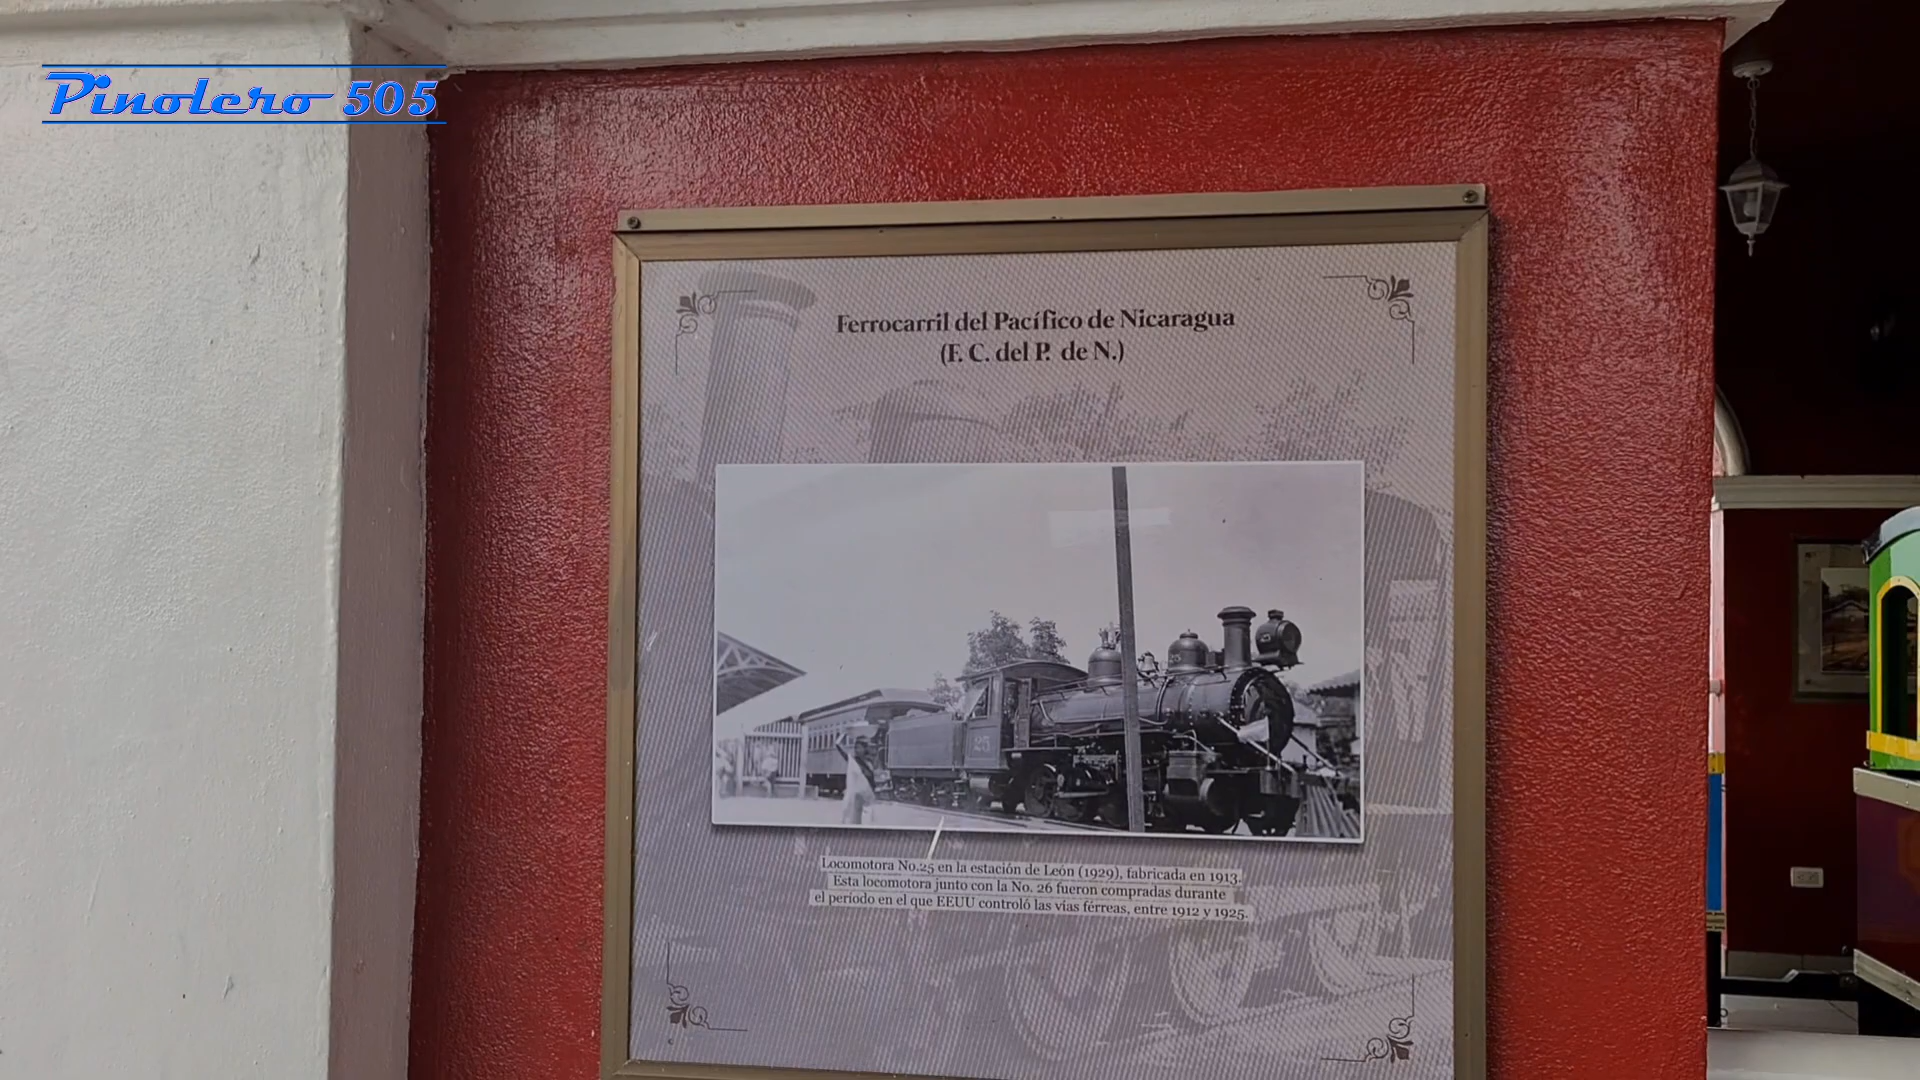 Pinolero 505
Ferrocarril del Pacífico de Nicaragua
(F. C. del P. de N.)
25
Locomotora No.25 en la estación de León (1929), fabricada en 1913.
Esta locomotora junto con la No. 26 fueron compradas durante
el período en el que EEUU controló las vías férreas, entre 1912 y 1925.